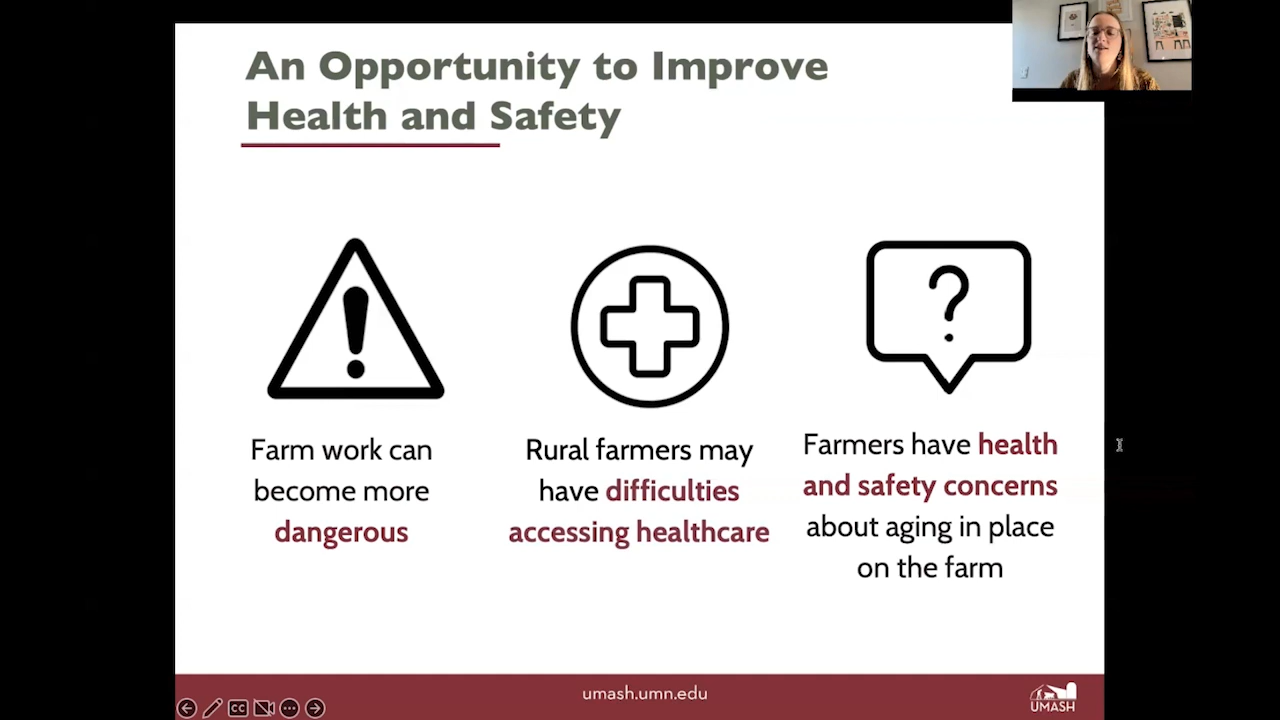 An Opportunity to Improve
Health and Safety
Farm work can
become more
dangerous
Rural farmers may
have difficulties
accessing healthcare
Farmers have health
and safety concerns
about aging in place
on the farm
umash.umn.edu
UMASH
CC